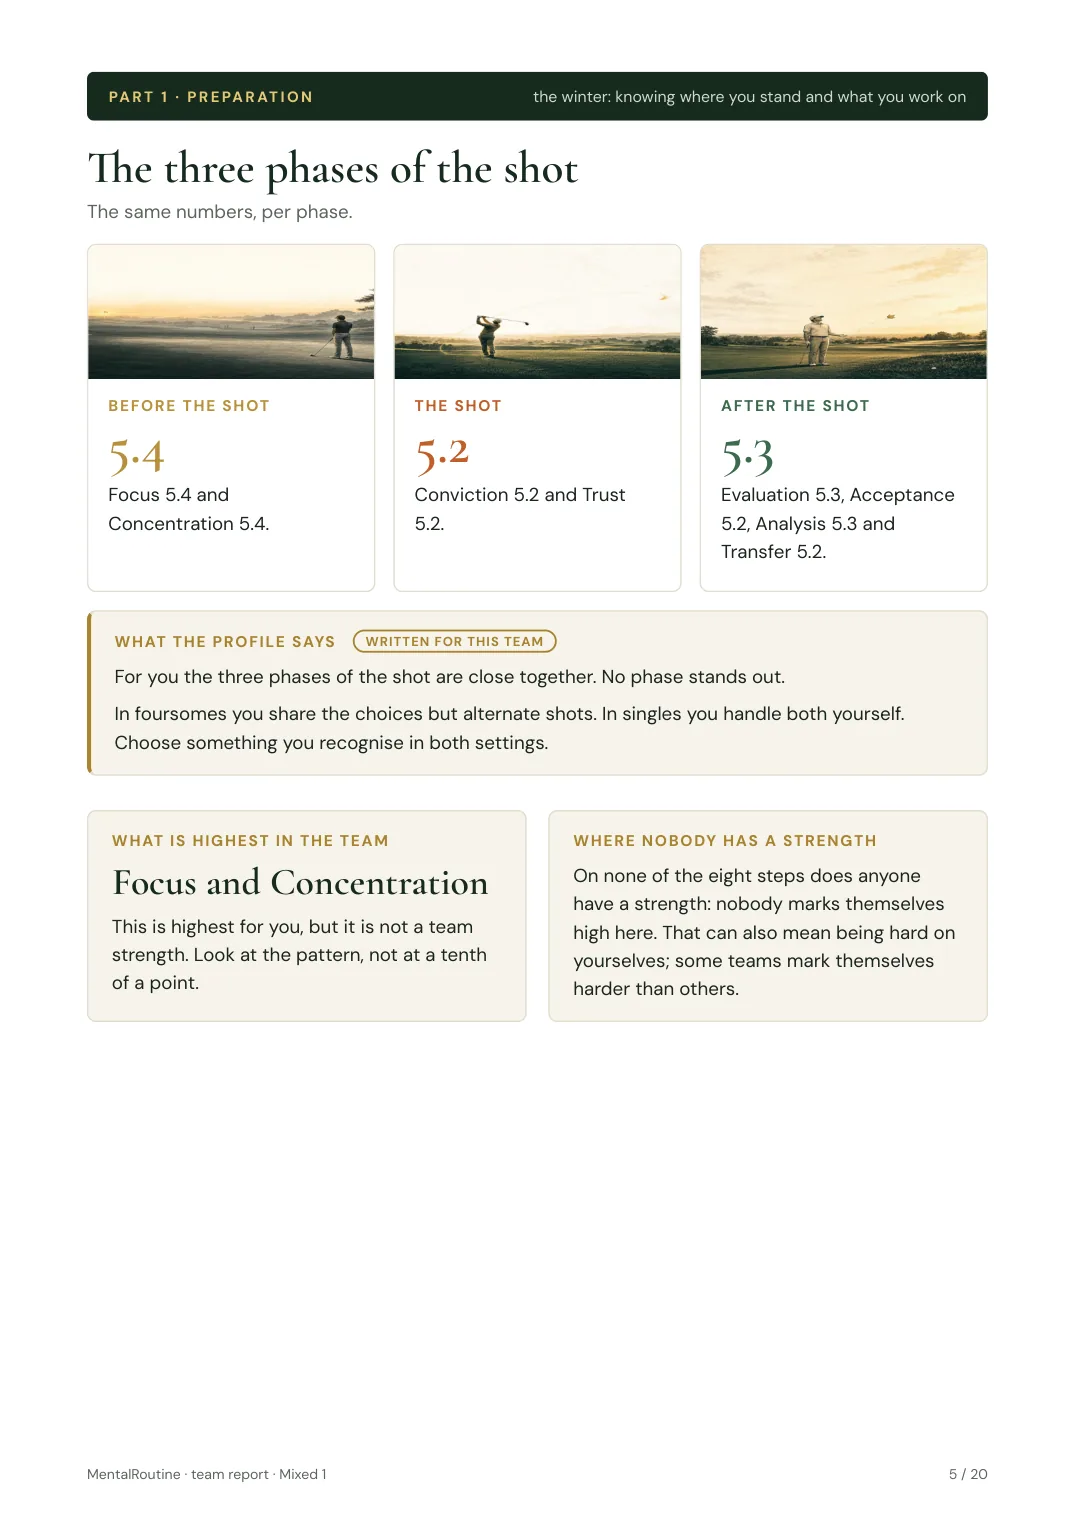 PART 1 · PREPARATION
the winter: knowing where you stand and what you work on
The three phases of the shot
The same numbers, per phase.
BEFORE THE SHOT
5.4
Focus 5.4 and
Concentration 5.4.
THE SHOT
5.2
Conviction 5.2 and Trust
5.2.
AFTER THE SHOT
5.3
Evaluation 5.3, Acceptance
5.2, Analysis 5.3 and
Transfer 5.2.
WHAT THE PROFILE SAYS
WRITTEN FOR THIS TEAM
For you the three phases of the shot are close together. No phase stands out.
In foursomes you share the choices but alternate shots. In singles you handle both yourself.
Choose something you recognise in both settings.
WHAT IS HIGHEST IN THE TEAM
Focus and Concentration
This is highest for you, but it is not a team
strength. Look at the pattern, not at a tenth
of a point.
WHERE NOBODY HAS A STRENGTH
On none of the eight steps does anyone
have a strength: nobody marks themselves
high here. That can also mean being hard on
yourselves; some teams mark themselves
harder than others.
MentalRoutine · team report · Mixed 1
5 / 20